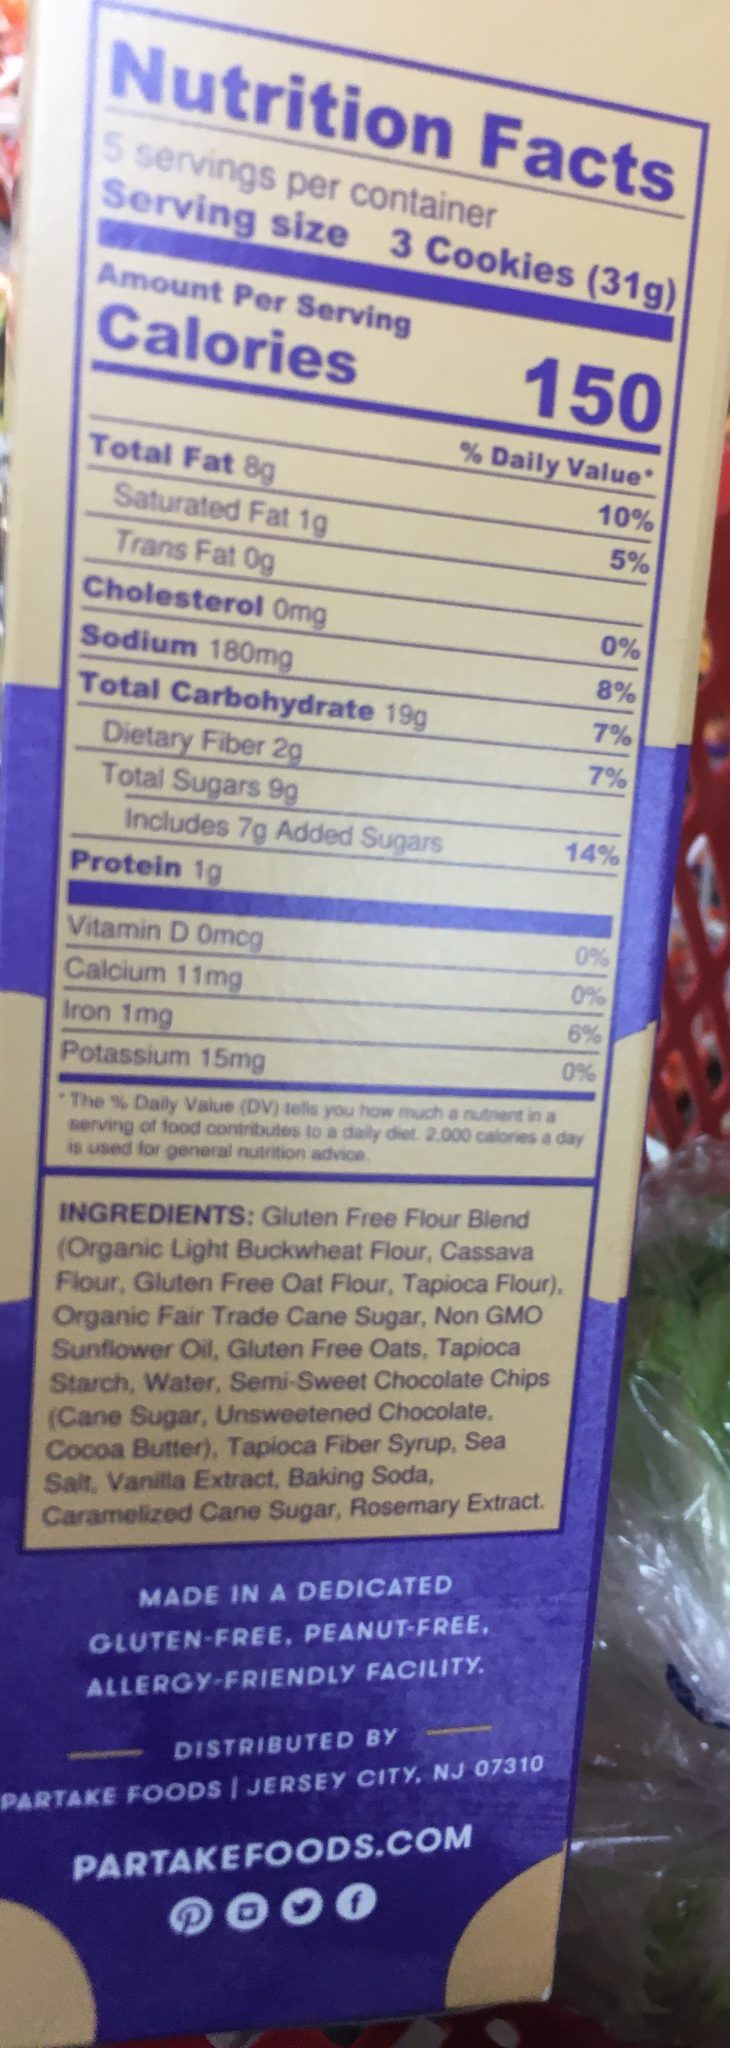 Nutrition Facts
5 servings per container
Serving size 3 Cookies (31g)
Amount Per Serving
Calories 150
% Daily Value*
Total Fat 8g 10%
Saturated Fat 1g 5%
Trans Fat 0g
Cholesterol 0mg 0%
Sodium 180mg 8%
Total Carbohydrate 19g 7%
Dietary Fiber 2g 7%
Total Sugars 9g
Includes 7g Added Sugars 14%
Protein 1g
Vitamin D 0mcg 0%
Calcium 11mg 0%
Iron 1mg 6%
Potassium 15mg 0%
*The % Daily Value (DV) tells you how much a nutrient in a
serving of food contributes to a daily diet. 2,000 calories a day
is used for general nutrition advice.
INGREDIENTS: Gluten Free Flour Blend
(Organic Light Buckwheat Flour, Cassava
Flour, Gluten Free Oat Flour, Tapioca Flour),
Organic Fair Trade Cane Sugar, Non GMO
Sunflower Oil, Gluten Free Oats, Tapioca
Starch, Water, Semi-Sweet Chocolate Chips
(Cane Sugar, Unsweetened Chocolate,
Cocoa Butter), Tapioca Fiber Syrup, Sea
Salt, Vanilla Extract, Baking Soda,
Caramelized Cane Sugar, Rosemary Extract.
MADE IN A DEDICATED
GLUTEN-FREE, PEANUT-FREE,
ALLERGY-FRIENDLY FACILITY.
DISTRIBUTED BY
PARTAKE FOODS | JERSEY CITY, NJ 07310
PARTAKEFOODS.COM